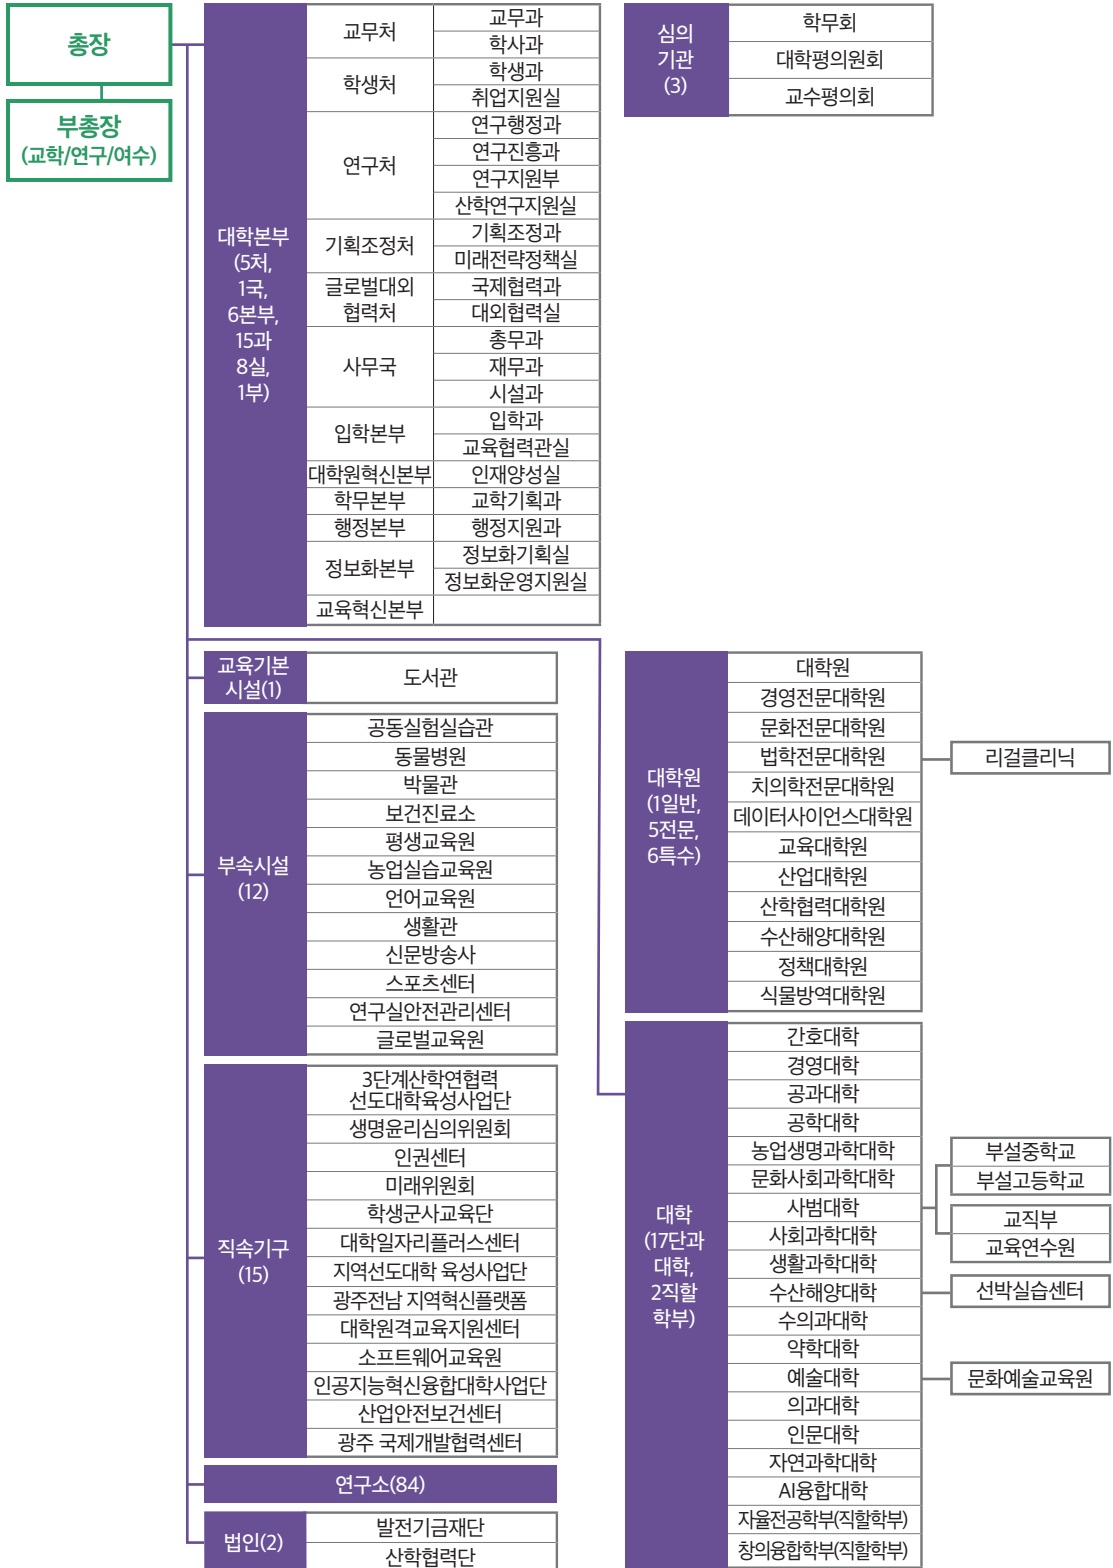 총장
부총장
(교학/연구/여수)
대학본부
(5처,
1국,
6본부,
15과
8실,
1부)
교무처
교무과
학사과
학생처
학생과
취업지원실
연구처
연구행정과
연구진흥과
연구지원부
산학연구지원실
기획조정처
기획조정과
미래전략정책실
글로벌대외
협력처
국제협력과
대외협력실
사무국
총무과
재무과
시설과
입학본부
입학과
교육협력관실
대학원혁신본부
인재양성실
학무본부
교학기획과
행정본부
행정지원과
정보화본부
정보화기획실
정보화운영지원실
교육혁신본부
심의
기관
(3)
학무회
대학평의원회
교수평의회
교육기본
시설(1)
도서관
부속시설
(12)
공동실험실습관
동물병원
박물관
보건진료소
평생교육원
농업실습교육원
언어교육원
생활관
신문방송사
스포츠센터
연구실안전관리센터
글로벌교육원
직속기구
(15)
3단계산학연협력
선도대학육성사업단
생명윤리심의위원회
인권센터
미래위원회
학생군사교육단
대학일자리플러스센터
지역선도대학 육성사업단
광주전남 지역혁신플랫폼
대학원격교육지원센터
소프트웨어교육원
인공지능혁신융합대학사업단
산업안전보건센터
광주 국제개발협력센터
연구소(84)
법인(2)
발전기금재단
산학협력단
대학원
(1일반,
5전문,
6특수)
대학원
경영전문대학원
문화전문대학원
법학전문대학원
치의학전문대학원
데이터사이언스대학원
교육대학원
산업대학원
산학협력대학원
수산해양대학원
정책대학원
식물방역대학원
리걸클리닉
대학
(17단과
대학,
2직할
학부)
간호대학
경영대학
공과대학
공학대학
농업생명과학대학
문화사회과학대학
사범대학
사회과학대학
생활과학대학
수산해양대학
수의과대학
약학대학
예술대학
의과대학
인문대학
자연과학대학
AI융합대학
자율전공학부(직할학부)
창의융합학부(직할학부)
부설중학교
부설고등학교
교직부
교육연수원
선박실습센터
문화예술교육원